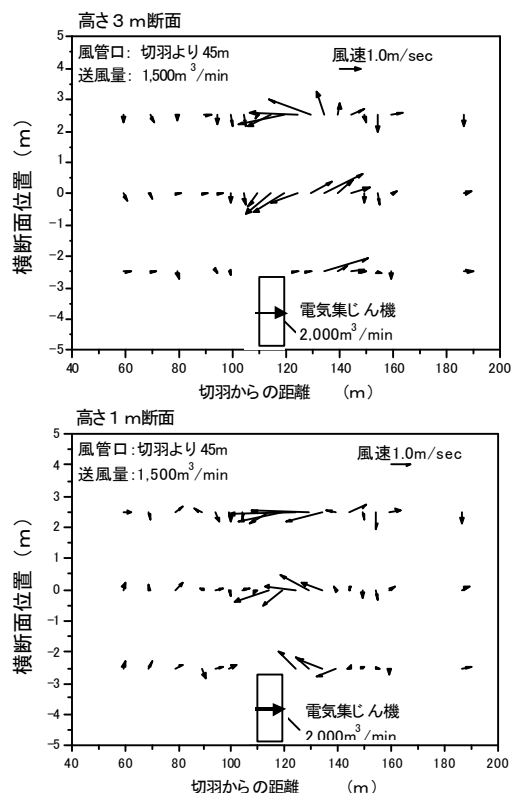 高さ3m断面
風管口: 切羽より45m
送風量: 1,500m³/min
風速1.0m/sec
5
4
3
2
1
0
-1
-2
-3
-4
-5
横断面位置 (m)
電気集じん機
2,000m³/min
40 60 80 100 120 140 160 180 200
切羽からの距離 (m)
高さ1m断面
風管口:切羽より45m
送風量:1,500m³/min
風速1.0m/sec
5
4
3
2
1
0
-1
-2
-3
-4
-5
横断面位置 (m)
電気集じん機
2,000m³/min
40 60 80 100 120 140 160 180 200
切羽からの距離 (m)